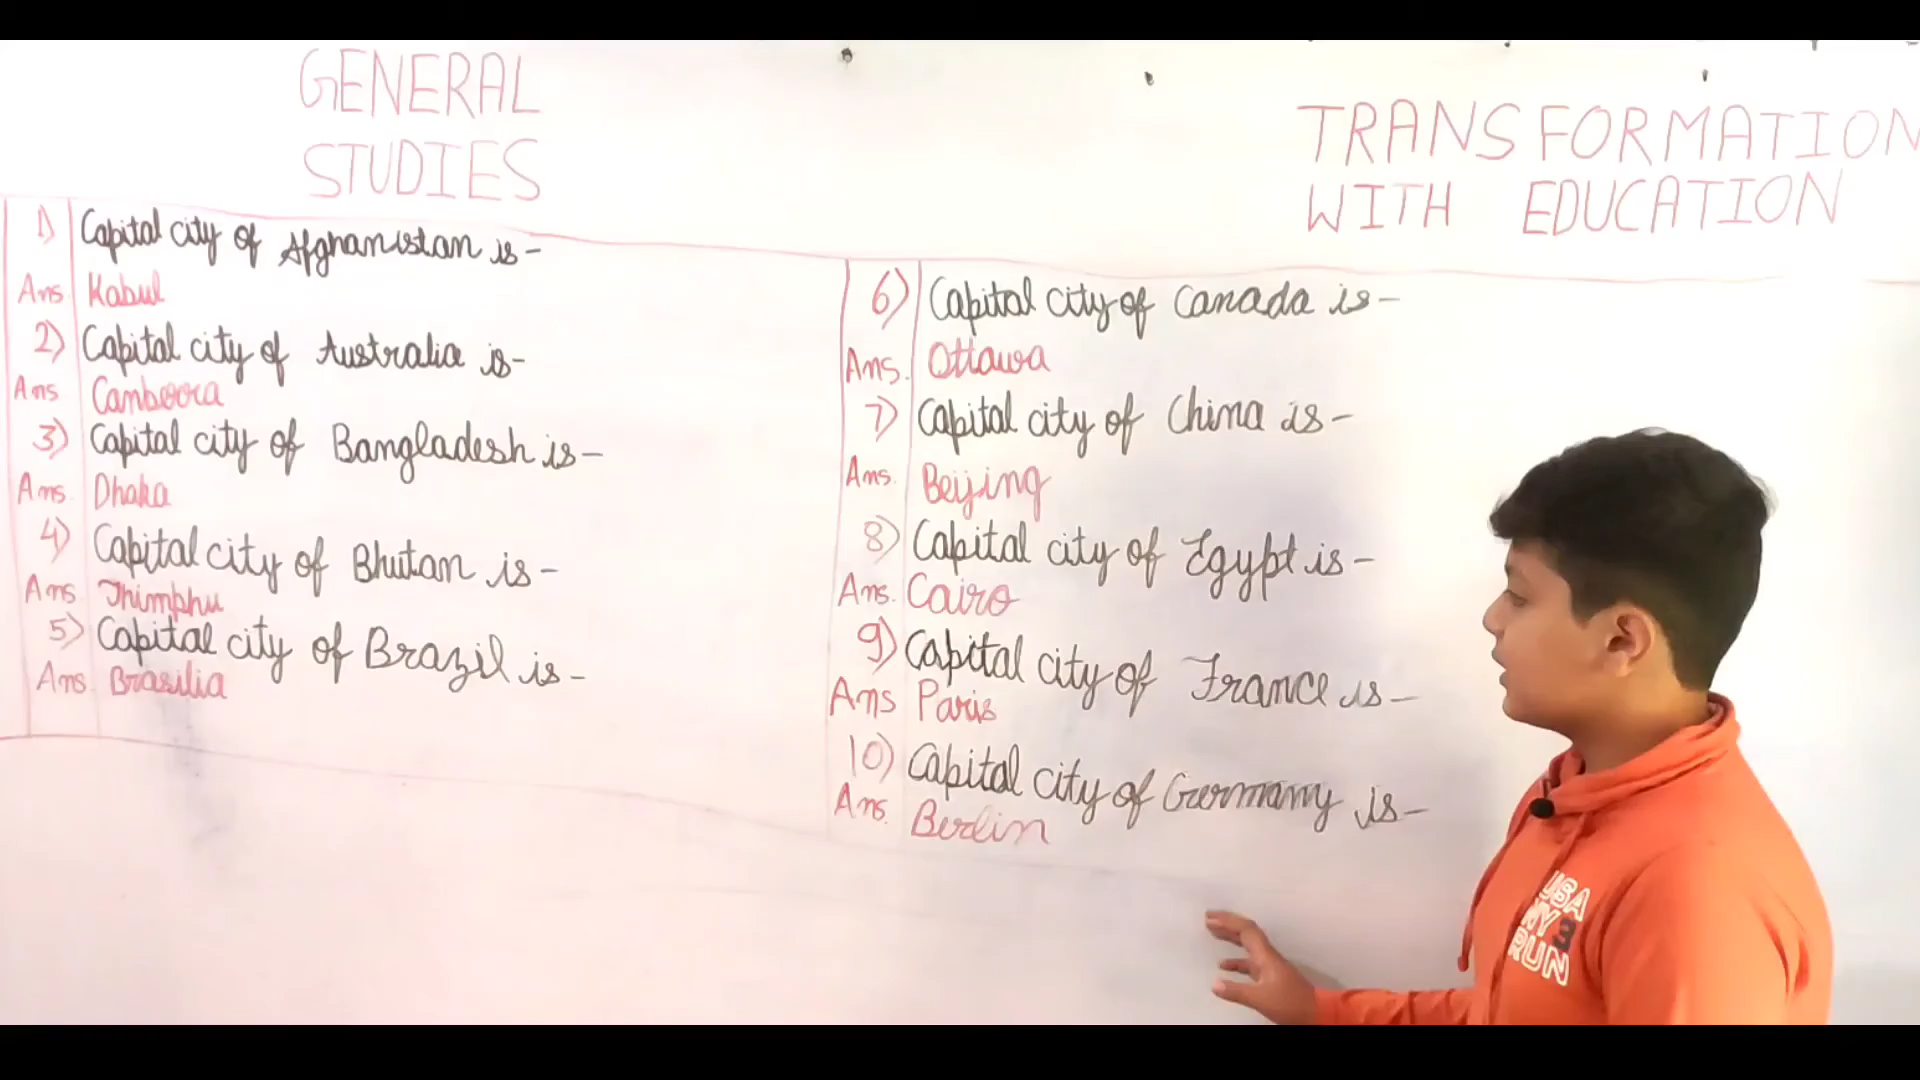 GENERAL
STUDIES
TRANSFORMATION
WITH EDUCATION
1) Capital city of Afghanistan is-
Ans Kabul
2) Capital city of Australia is-
Ans Canberra
3) Capital city of Bangladesh is-
Ans. Dhaka
4) Capital city of Bhutan is-
Ans Thimphu
5) Capital city of Brazil is-
Ans Brasilia
6) Capital city of Canada is-
Ans. Ottawa
7) Capital city of China is-
Ans. Beijing
8) Capital city of Egypt is-
Ans. Cairo
9) Capital city of France is-
Ans Paris
10) Capital city of Germany is-
Ans. Berlin
MY 3
RUN